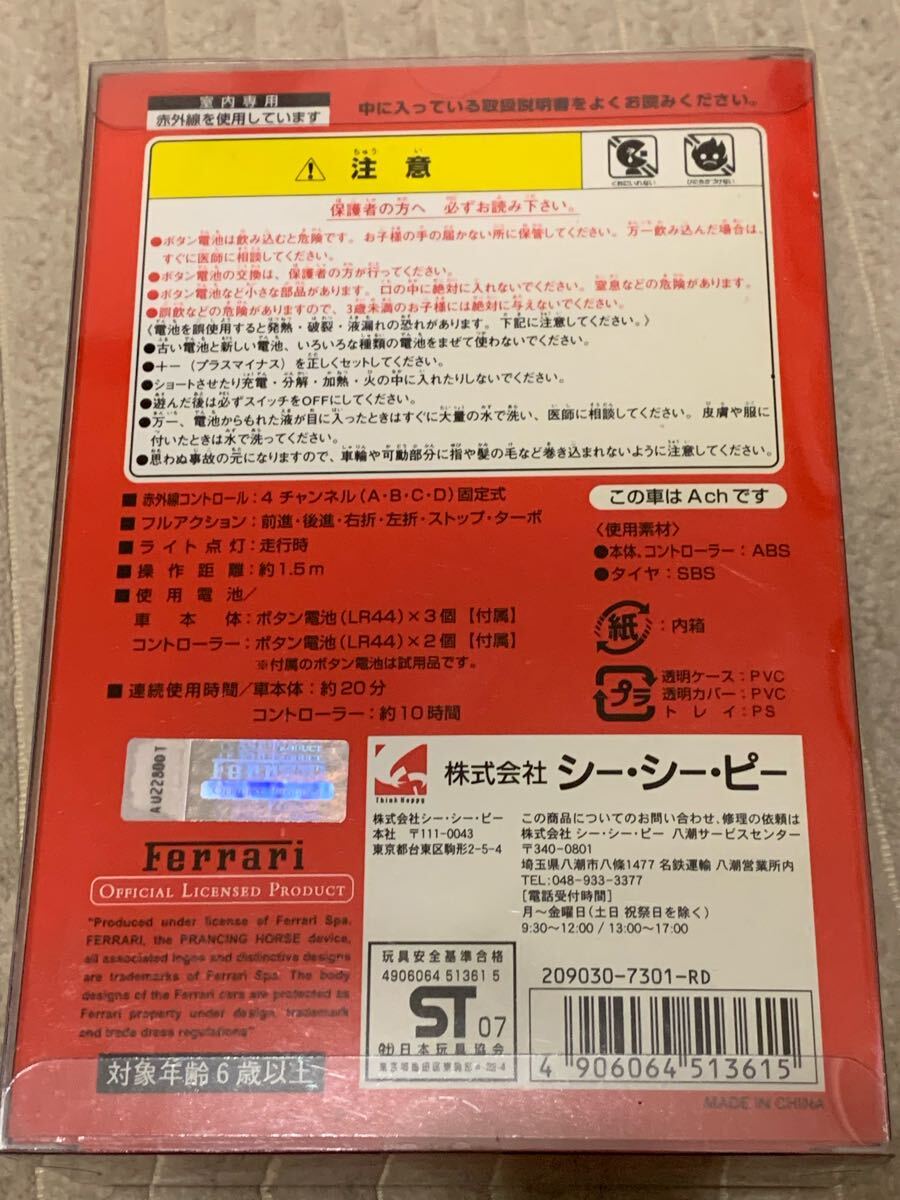 室内専用
赤外線を使用しています
中に入っている取扱説明書をよくお読みください。
注意
くちにいれない
ひにちかづけない
保護者の方へ 必ずお読み下さい。
●ボタン電池は飲み込むと危険です。お子様の手の届かない所に保管してください。万一飲み込んだ場合は、
すぐに医師に相談してください。
●ボタン電池の交換は、保護者の方が行ってください。
●ボタン電池など小さな部品があります。口の中に絶対に入れないでください。窒息などの危険があります。
●誤飲などの危険がありますので、3歳未満のお子様には絶対に与えないでください。
〈電池を誤使用すると発熱・破裂・液漏れの恐れがあります。下記に注意してください。〉
●古い電池と新しい電池、いろいろな種類の電池をまぜて使わないでください。
●+−(プラスマイナス)を正しくセットしてください。
●ショートさせたり充電・分解・加熱・火の中に入れたりしないでください。
●遊んだ後は必ずスイッチをOFFにしてください。
●万一、電池からもれた液が目に入ったときはすぐに大量の水で洗い、医師に相談してください。皮膚や服に
付いたときは水で洗ってください。
●思わぬ事故の元になりますので、車輪や可動部分に指や髪の毛など巻き込まれないように注意してください。
■赤外線コントロール:4 チャンネル(A・B・C・D)固定式
■フルアクション:前進・後進・右折・左折・ストップ・ターボ
■ライト点灯:走行時
■操作距離:約1.5m
■使用電池/
車本体:ボタン電池(LR44)×3個【付属】
コントローラー:ボタン電池(LR44)×2個【付属】
※付属のボタン電池は試用品です。
■連続使用時間/車本体:約20分
コントローラー:約10時間
この車はAchです
〈使用素材〉
●本体、コントローラー:ABS
●タイヤ:SBS
紙:内箱
プラ
透明ケース:PVC
透明カバー:PVC
トレイ:PS
AU22800T
Ferrari
Ferrari
OFFICIAL LICENSED PRODUCT
"Produced under license of Ferrari Spa.
FERRARI, the PRANCING HORSE device,
all associated logos and distinctive designs
are trademarks of Ferrari Spa. The body
designs of the Ferrari cars are protected as
Ferrari property under design, trademark
and trade dress regulations"
対象年齢6歳以上
Think Happy
株式会社 シー・シー・ピー
株式会社シー・シー・ピー
本社 〒111-0043
東京都台東区駒形2-5-4
この商品についてのお問い合わせ、修理の依頼は
株式会社 シー・シー・ピー 八潮サービスセンター
〒340-0801
埼玉県八潮市八條1477 名鉄運輸 八潮営業所内
TEL:048-933-3377
[電話受付時間]
月〜金曜日(土日 祝祭日を除く)
9:30〜12:00 / 13:00〜17:00
玩具安全基準合格
4906064 51361 5
ST 07
(社)日本玩具協会
209030-7301-RD
4 906064 513615
MADE IN CHINA